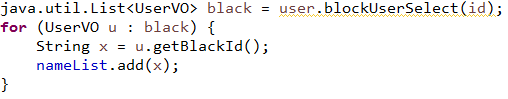 java.util.List<UserVO> black = user.blockUserSelect(id);
for (UserVO u : black) {
    String x = u.getBlackId();
    nameList.add(x);
}